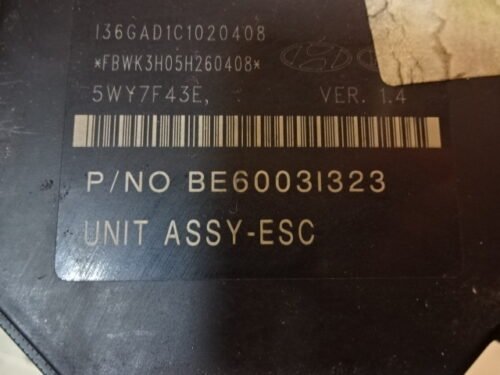 I36GAD1C1020408
*FBWK3H05H260408*
5WY7F43E, VER. 1.4
P/NO BE6003I323
UNIT ASSY-ESC